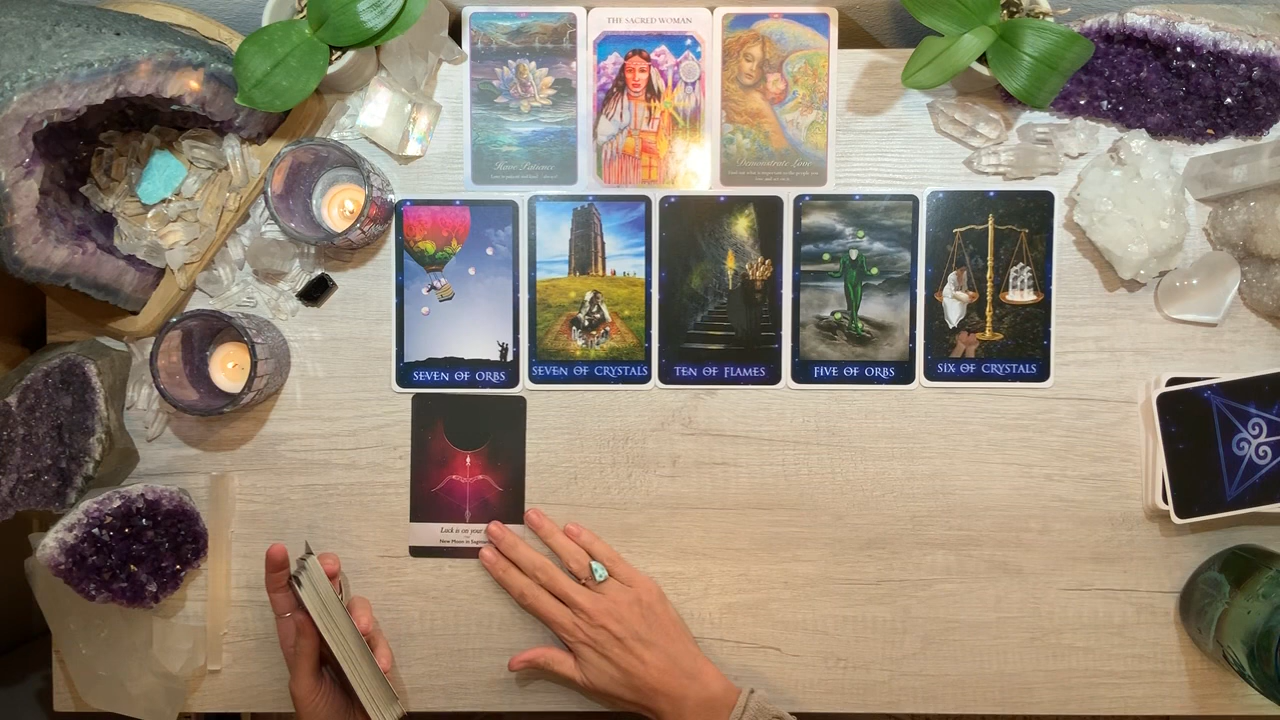 THE SACRED WOMAN
Have Patience
Demonstrate Love
SEVEN OF ORBS
SEVEN OF CRYSTALS
TEN OF FLAMES
FIVE OF ORBS
SIX OF CRYSTALS
Luck is on your
New Moon in